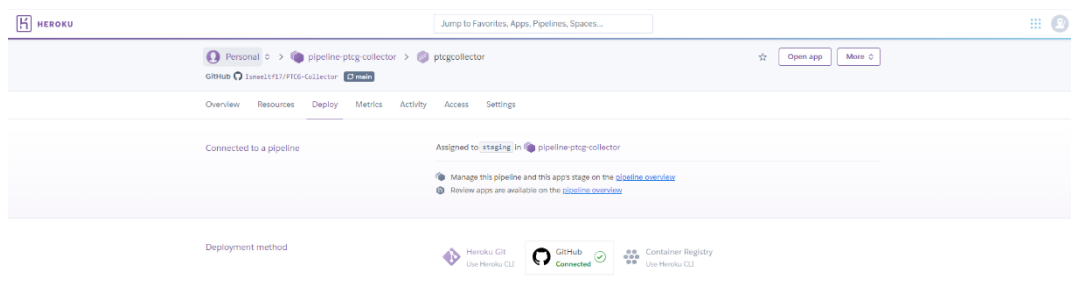 HEROKU
Jump to Favorites, Apps, Pipelines, Spaces...
Personal > pipeline-ptcg-collector > ptcgcollector
Open app More
GitHub Ismaeltf17/PTCG-Collector main
Overview Resources Deploy Metrics Activity Access Settings
Connected to a pipeline
Assigned to staging in pipeline-ptcg-collector
Manage this pipeline and this app's stage on the pipeline overview
Review apps are available on the pipeline overview
Deployment method
Heroku Git
Use Heroku CLI
GitHub
Connected
Container Registry
Use Heroku CLI